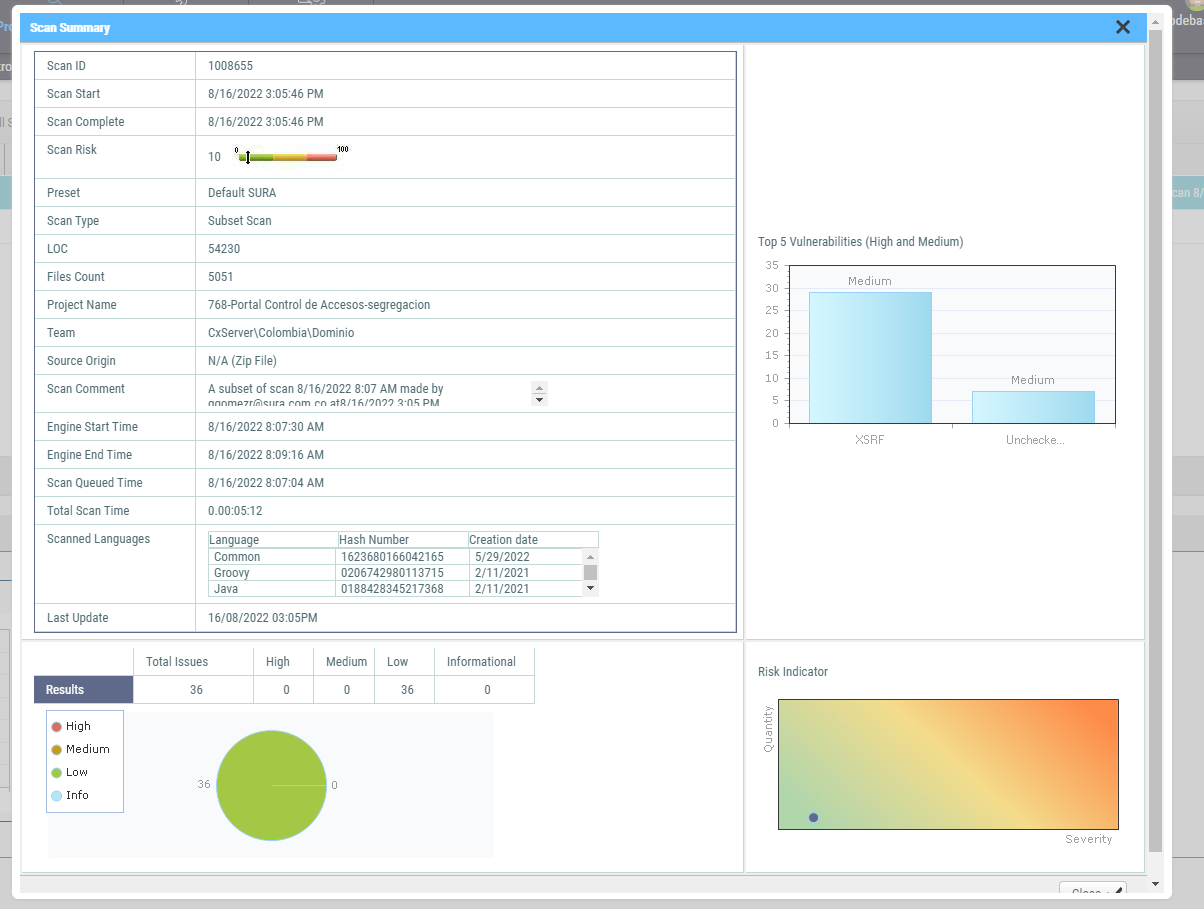 Scan Summary
Scan ID 1008655
Scan Start 8/16/2022 3:05:46 PM
Scan Complete 8/16/2022 3:05:46 PM
Scan Risk 10 0 100
Preset Default SURA
Scan Type Subset Scan
LOC 54230
Files Count 5051
Project Name 768-Portal Control de Accesos-segregacion
Team CxServer\Colombia\Dominio
Source Origin N/A (Zip File)
Scan Comment A subset of scan 8/16/2022 8:07 AM made by
ggomezr@sura.com.co at8/16/2022 3:05 PM
Engine Start Time 8/16/2022 8:07:30 AM
Engine End Time 8/16/2022 8:09:16 AM
Scan Queued Time 8/16/2022 8:07:04 AM
Total Scan Time 0.00:05:12
Scanned Languages
Language Hash Number Creation date
Common 1623680166042165 5/29/2022
Groovy 0206742980113715 2/11/2021
Java 0188428345217368 2/11/2021
Last Update 16/08/2022 03:05PM
Top 5 Vulnerabilities (High and Medium)
35
30
25
20
15
10
5
0
Medium
Medium
XSRF Unchecke...
Total Issues High Medium Low Informational
Results 36 0 0 36 0
High
Medium
Low
Info
36 0
Risk Indicator
Quantity
Severity
Close